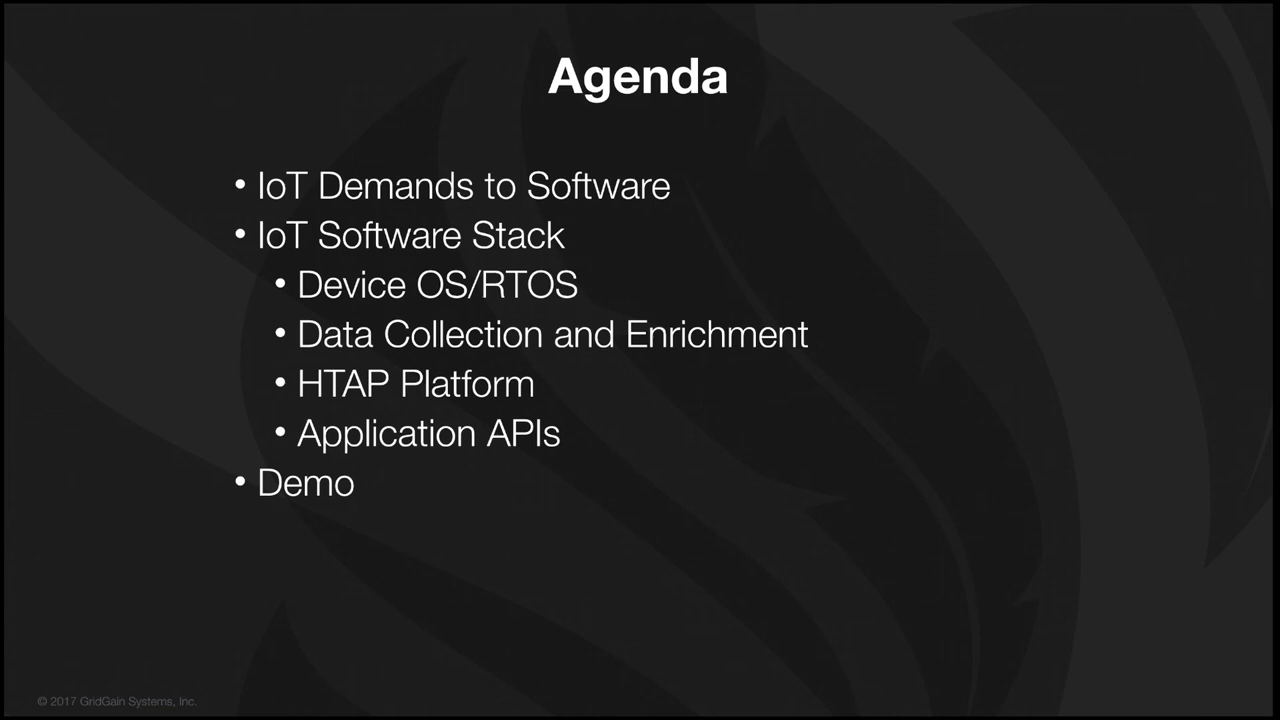 Agenda
• IoT Demands to Software
• IoT Software Stack
• Device OS/RTOS
• Data Collection and Enrichment
• HTAP Platform
• Application APIs
• Demo
© 2017 GridGain Systems, Inc.